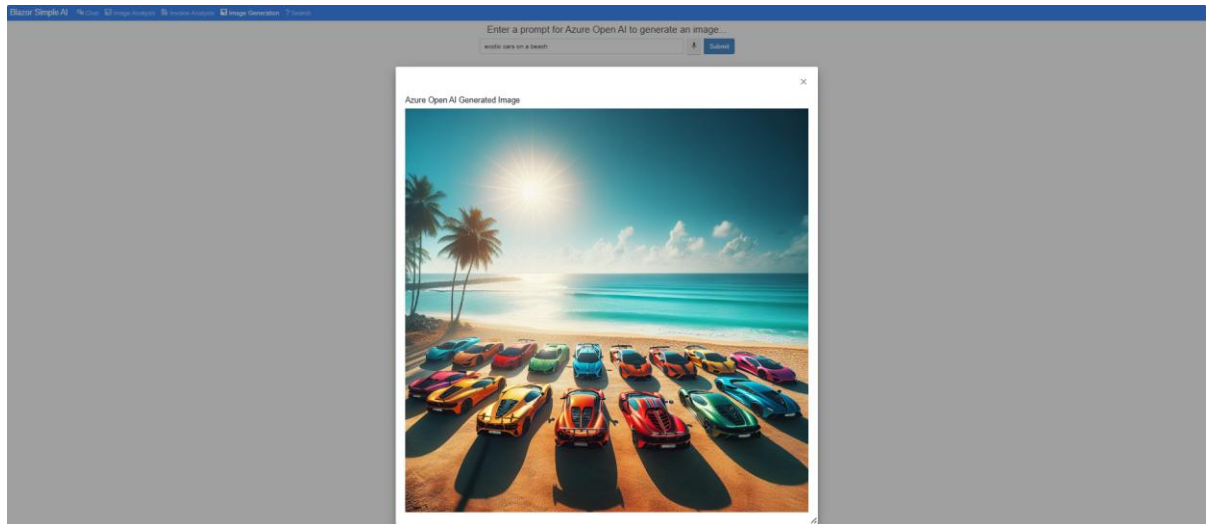 Blazor Simple AI Chat Image Analysis Invoice Analysis Image Generation Search
Enter a prompt for Azure Open AI to generate an image...
exotic cars on a beach Submit
×
Azure Open AI Generated Image